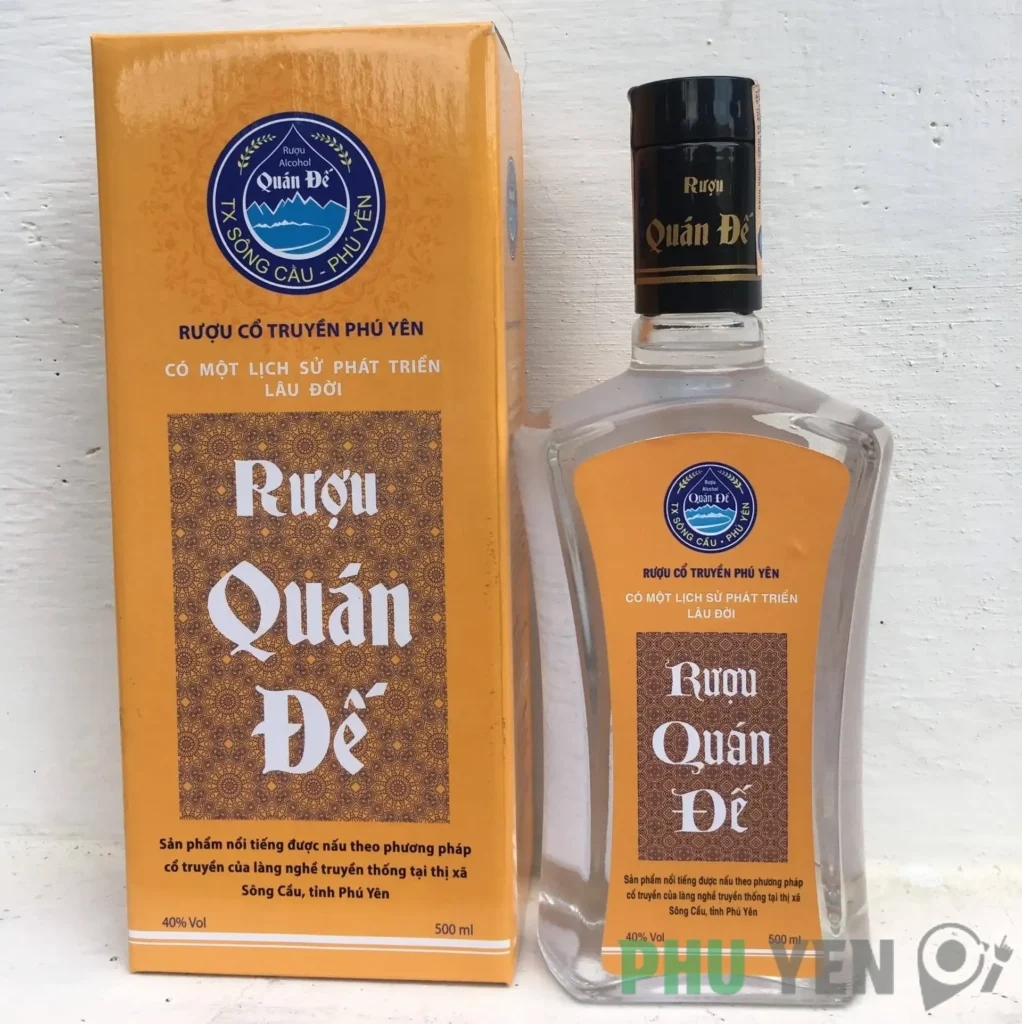 Rượu
Alcohol
Quán Đế
TX SÔNG CẦU - PHÚ YÊN
RƯỢU CỔ TRUYỀN PHÚ YÊN
CÓ MỘT LỊCH SỬ PHÁT TRIỂN
LÂU ĐỜI
Rượu
Quán
Đế
Sản phẩm nổi tiếng được nấu theo phương pháp
cổ truyền của làng nghề truyền thống tại thị xã
Sông Cầu, tỉnh Phú Yên
40% Vol
500 ml
Rượu
Quán Đế
Rượu
Alcohol
Quán Đế
TX SÔNG CẦU - PHÚ YÊN
RƯỢU CỔ TRUYỀN PHÚ YÊN
CÓ MỘT LỊCH SỬ PHÁT TRIỂN
LÂU ĐỜI
Rượu
Quán
Đế
Sản phẩm nổi tiếng được nấu theo phương pháp
cổ truyền của làng nghề truyền thống tại thị xã
Sông Cầu, tỉnh Phú Yên
40% Vol
500 ml
PHU YEN